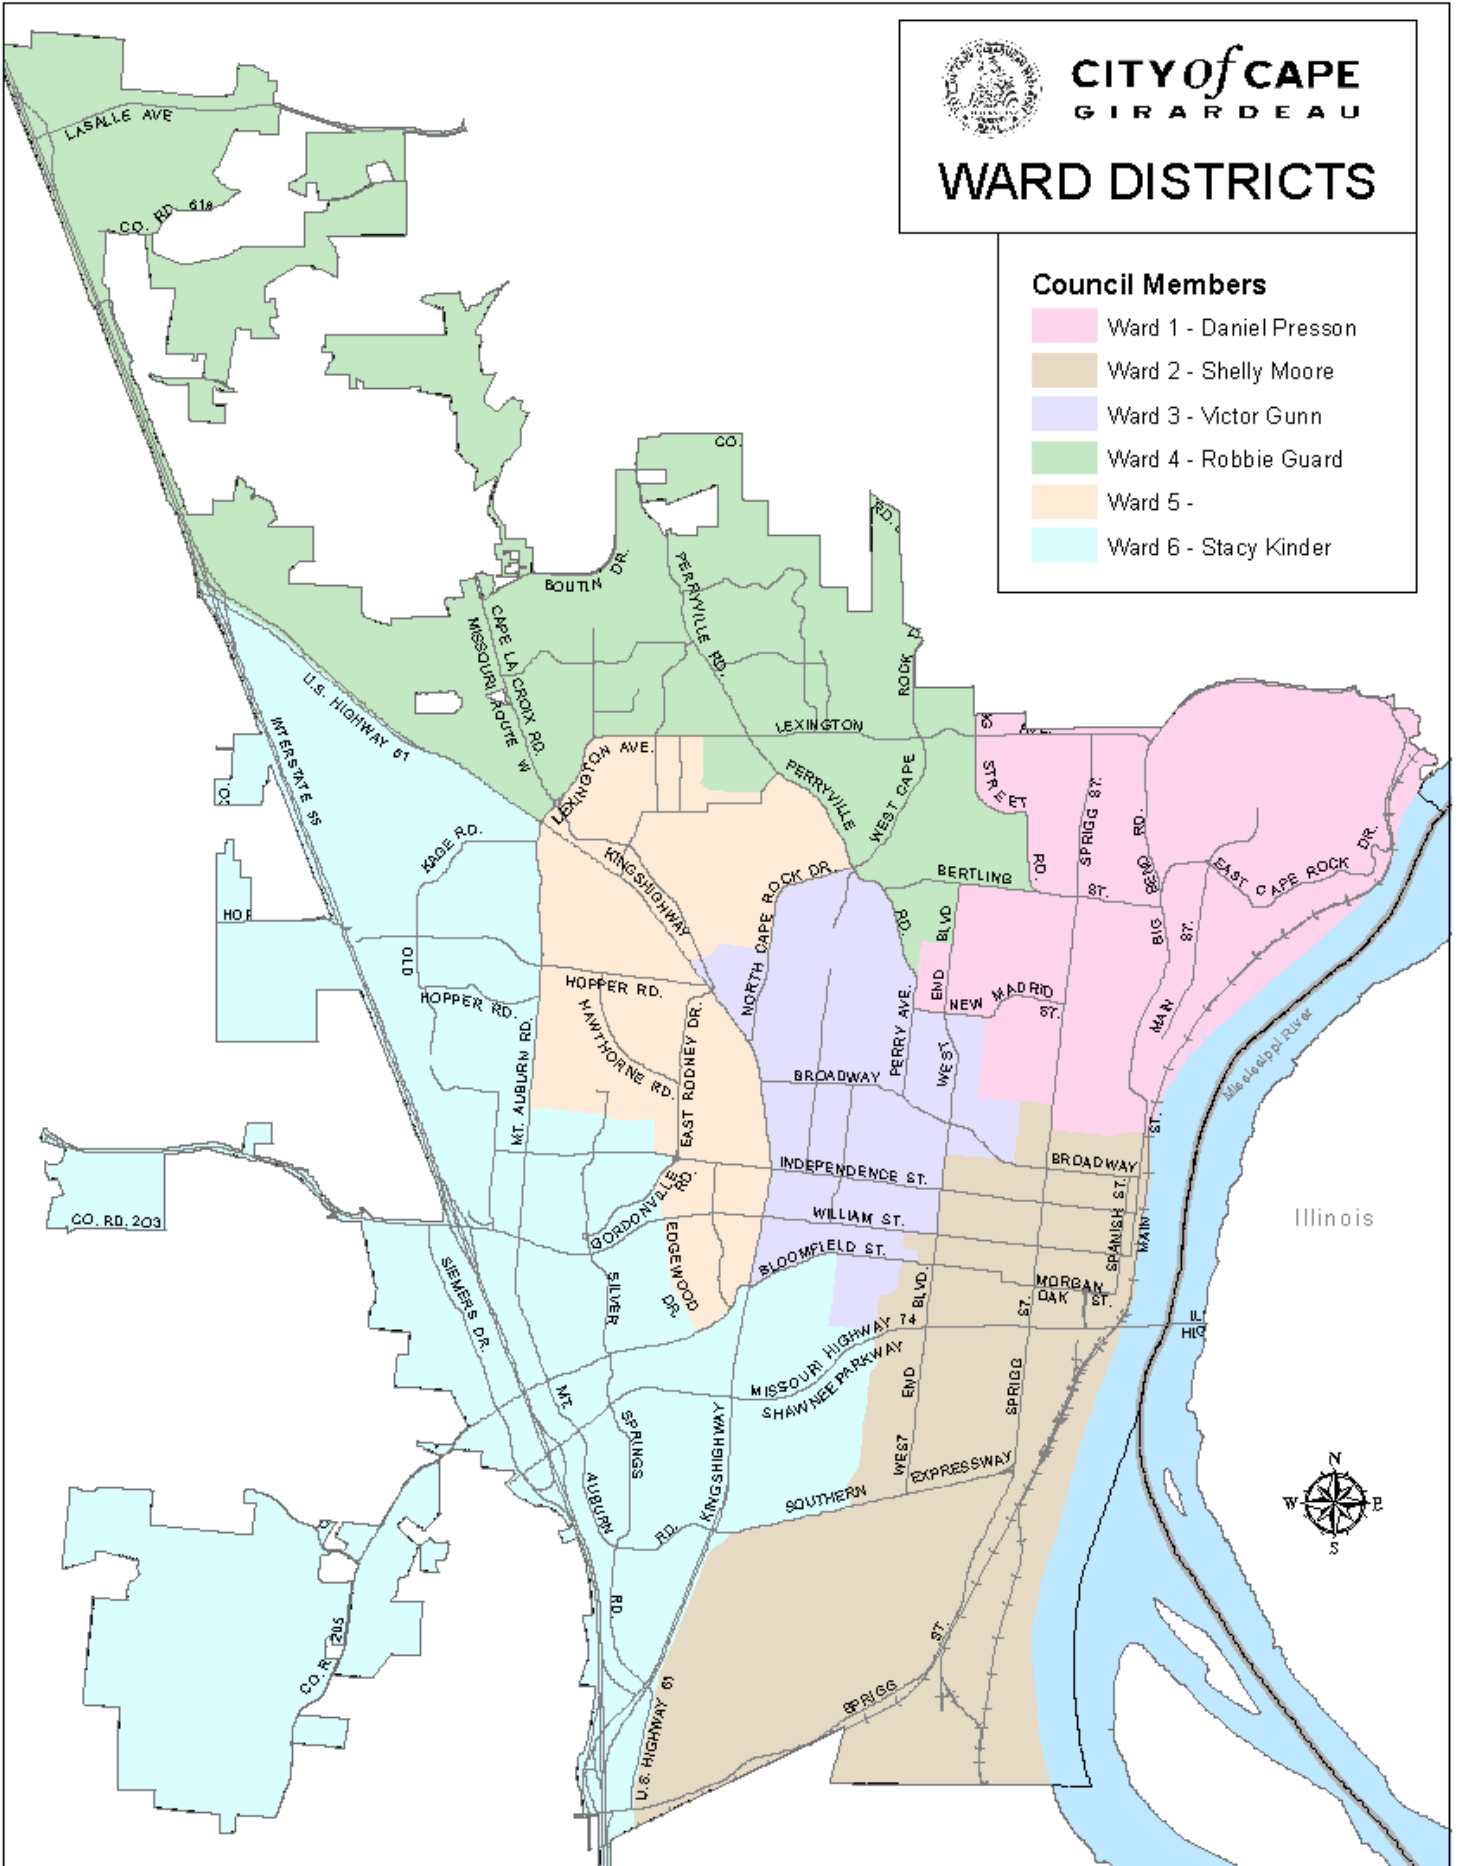 CITY of CAPE
GIRARDEAU
WARD DISTRICTS
Council Members
Ward 1 - Daniel Presson
Ward 2 - Shelly Moore
Ward 3 - Victor Gunn
Ward 4 - Robbie Guard
Ward 5 -
Ward 6 - Stacy Kinder
LASALLE AVE
CO. RD 618
CO.
RD.
BOUTIN DR.
PERRYVILLE RD.
CAPE LA CROIX RD.
MISSOURI ROUTE W
ROCK
U.S. HIGHWAY 61
INTERSTATE 55
LEXINGTON
LEXINGTON AVE.
PERRYVILLE
WEST CAPE
STREET
RD.
SPRIGG ST.
BEND RD.
BIG
EAST CAPE ROCK DR.
KAGE RD.
KINGSHIGHWAY
NORTH CAPE ROCK DR.
BERTLING
ST.
RD.
BLVD
END
WEST
MAIN
ST.
OLD
HOPPER RD.
HOPPER RD.
HAWTHORNE RD.
EAST RODNEY DR.
MT. AUBURN RD.
PERRY AVE.
NEW MADRID
ST.
BROADWAY
Mississippi River
ST.
BROADWAY
INDEPENDENCE ST.
WILLIAM ST.
BLOOMFIELD ST.
GORDONVILLE
RD.
EDGEWOOD
DR.
SPANISH ST.
MAIN
MORGAN
OAK ST.
Illinois
CO. RD. 203
SIEMERS DR.
SILVER
SPRINGS
MISSOURI HIGHWAY 74
SHAWNEE PARKWAY
BLVD.
END
WEST
ST.
SPRIGG
MT.
AUBURN
RD.
RD.
KINGSHIGHWAY
SOUTHERN
EXPRESSWAY
CO. R
205
U.S. HIGHWAY 61
SPRIGG
ST.
N
W
E
S